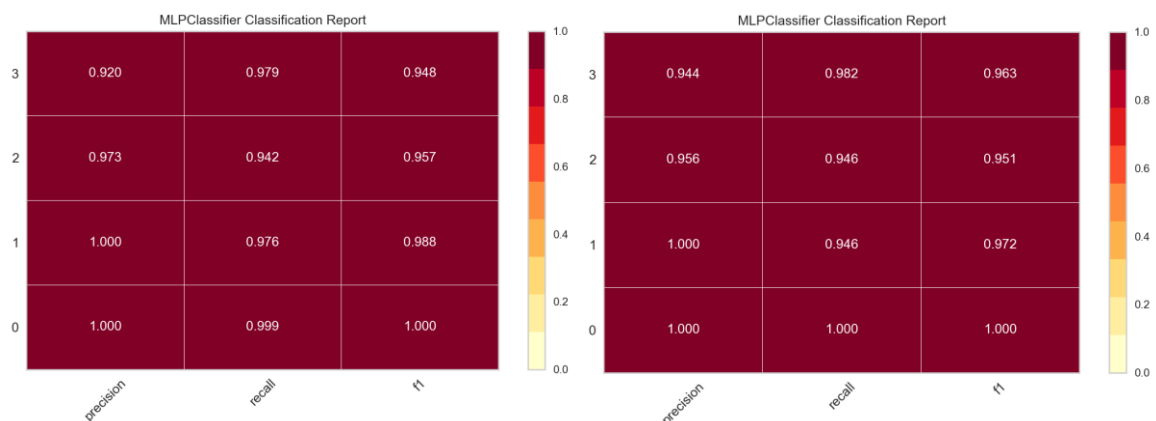 MLPClassifier Classification Report
3 0.920 0.979 0.948
2 0.973 0.942 0.957
1 1.000 0.976 0.988
0 1.000 0.999 1.000
precision recall f1
1.0
0.8
0.6
0.4
0.2
0.0
MLPClassifier Classification Report
3 0.944 0.982 0.963
2 0.956 0.946 0.951
1 1.000 0.946 0.972
0 1.000 1.000 1.000
precision recall f1
1.0
0.8
0.6
0.4
0.2
0.0